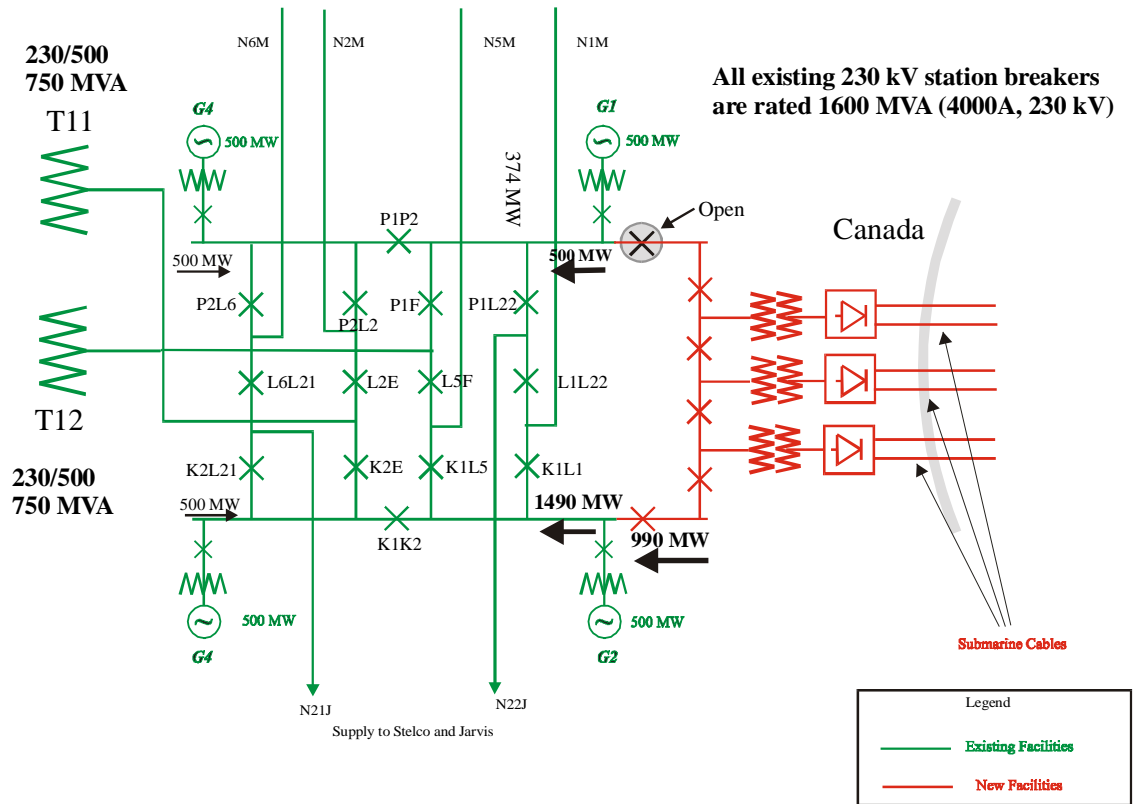 N6M
N2M
N5M
N1M
230/500
750 MVA
T11
All existing 230 kV station breakers
are rated 1600 MVA (4000A, 230 kV)
G4
500 MW
G1
500 MW
374 MW
P1P2
Open
Canada
500 MW
500 MW
P2L6
P2L2
P1F
P1L22
L6L21
L2E
L5F
L1L22
T12
230/500
750 MVA
K2L21
K2E
K1L5
K1L1
500 MW
1490 MW
K1K2
990 MW
500 MW
G4
500 MW
G2
Submarine Cables
N21J
N22J
Supply to Stelco and Jarvis
Legend
Existing Facilities
New Facilities